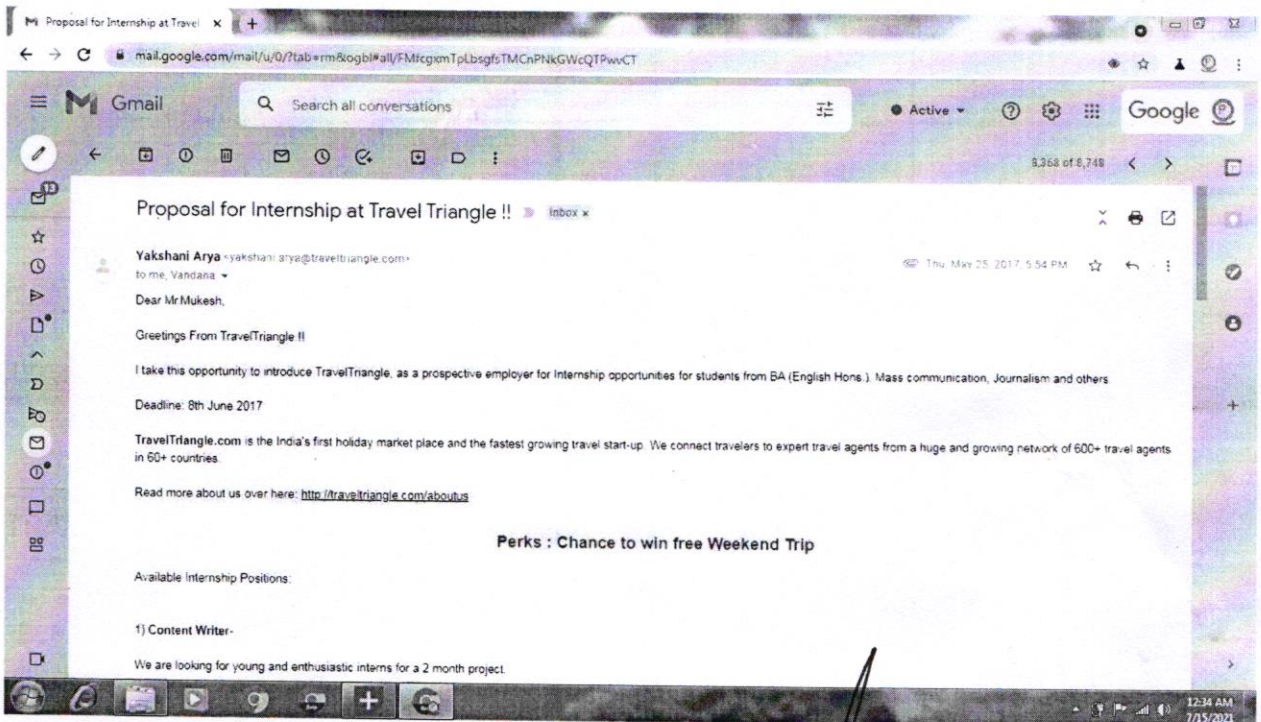 Proposal for Internship at Travel
mail.google.com/mail/u/0/?tab=rm&ogbl#all/FMfcgxmTpLbsgfsTMCnPNkGWcQTPwvCT
Gmail
Search all conversations
Active
Google
8,368 of 8,748
Proposal for Internship at Travel Triangle !! Inbox x
Yakshani Arya <yakshani.arya@traveltriangle.com>
Thu, May 25, 2017, 5:54 PM
to me, Vandana
Dear Mr.Mukesh,
Greetings From TravelTriangle !!
I take this opportunity to introduce TravelTriangle, as a prospective employer for Internship opportunities for students from BA (English Hons.). Mass communication, Journalism and others
Deadline: 8th June 2017
TravelTriangle.com is the India's first holiday market place and the fastest growing travel start-up. We connect travelers to expert travel agents from a huge and growing network of 600+ travel agents
in 60+ countries.
Read more about us over here: http://traveltriangle.com/aboutus
Perks : Chance to win free Weekend Trip
Available Internship Positions:
1) Content Writer-
We are looking for young and enthusiastic interns for a 2 month project.
12:34 AM
7/15/2021